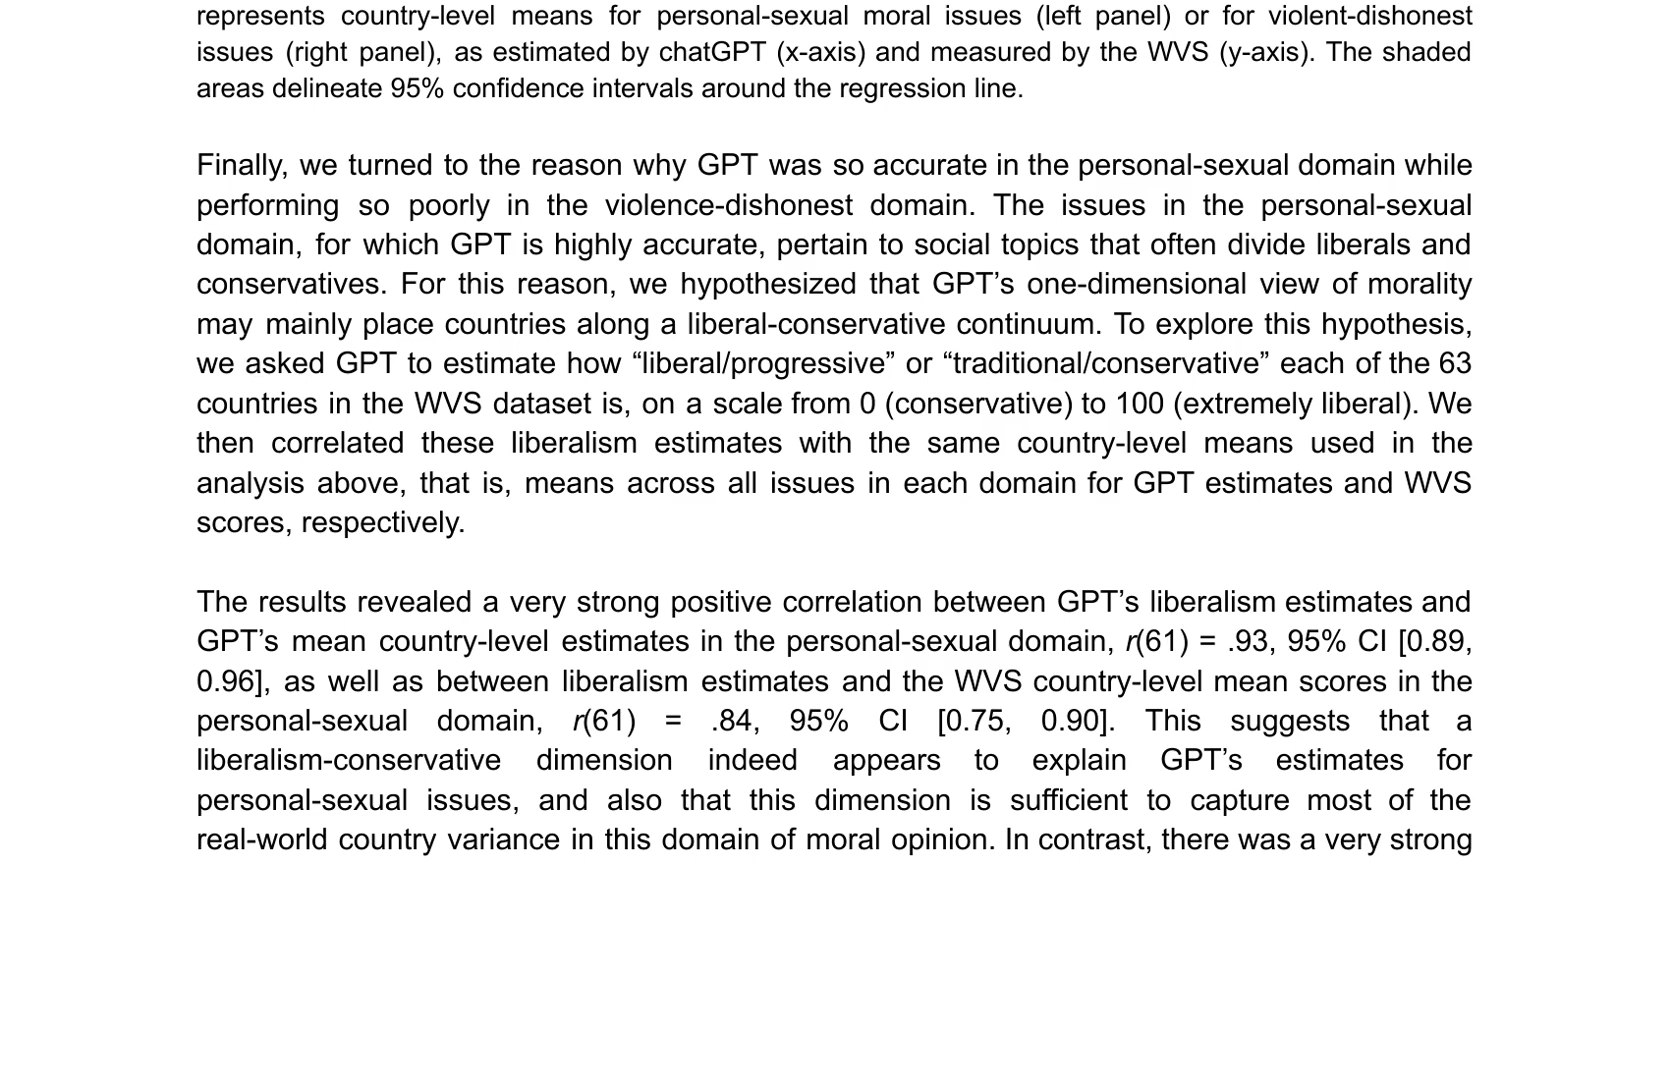 represents country-level means for personal-sexual moral issues (left panel) or for violent-dishonest
issues (right panel), as estimated by chatGPT (x-axis) and measured by the WVS (y-axis). The shaded
areas delineate 95% confidence intervals around the regression line.
Finally, we turned to the reason why GPT was so accurate in the personal-sexual domain while
performing so poorly in the violence-dishonest domain. The issues in the personal-sexual
domain, for which GPT is highly accurate, pertain to social topics that often divide liberals and
conservatives. For this reason, we hypothesized that GPT’s one-dimensional view of morality
may mainly place countries along a liberal-conservative continuum. To explore this hypothesis,
we asked GPT to estimate how “liberal/progressive” or “traditional/conservative” each of the 63
countries in the WVS dataset is, on a scale from 0 (conservative) to 100 (extremely liberal). We
then correlated these liberalism estimates with the same country-level means used in the
analysis above, that is, means across all issues in each domain for GPT estimates and WVS
scores, respectively.
The results revealed a very strong positive correlation between GPT’s liberalism estimates and
GPT’s mean country-level estimates in the personal-sexual domain, r(61) = .93, 95% CI [0.89,
0.96], as well as between liberalism estimates and the WVS country-level mean scores in the
personal-sexual domain, r(61) = .84, 95% CI [0.75, 0.90]. This suggests that a
liberalism-conservative dimension indeed appears to explain GPT’s estimates for
personal-sexual issues, and also that this dimension is sufficient to capture most of the
real-world country variance in this domain of moral opinion. In contrast, there was a very strong